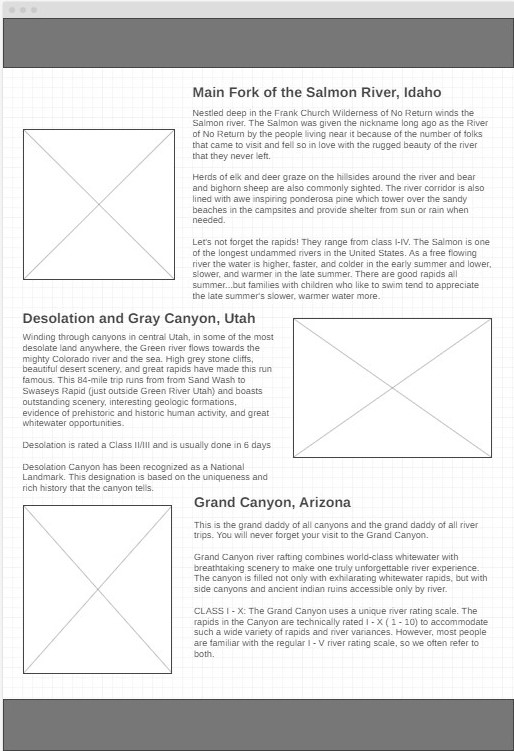 Main Fork of the Salmon River, Idaho
Nestled deep in the Frank Church Wilderness of No Return winds the
Salmon river. The Salmon was given the nickname long ago as the River
of No Return by the people living near it because of the number of folks
that came to visit and fell so in love with the rugged beauty of the river
that they never left.
Herds of elk and deer graze on the hillsides around the river and bear
and bighorn sheep are also commonly sighted. The river corridor is also
lined with awe inspiring ponderosa pine which tower over the sandy
beaches in the campsites and provide shelter from sun or rain when
needed.
Let's not forget the rapids! They range from class I-IV. The Salmon is one
of the longest undammed rivers in the United States. As a free flowing
river the water is higher, faster, and colder in the early summer and lower,
slower, and warmer in the late summer. There are good rapids all
summer...but families with children who like to swim tend to appreciate
the late summer's slower, warmer water more.
Desolation and Gray Canyon, Utah
Winding through canyons in central Utah, in some of the most
desolate land anywhere, the Green river flows towards the
mighty Colorado river and the sea. High grey stone cliffs,
beautiful desert scenery, and great rapids have made this run
famous. This 84-mile trip runs from from Sand Wash to
Swaseys Rapid (just outside Green River Utah) and boasts
outstanding scenery, interesting geologic formations,
evidence of prehistoric and historic human activity, and great
whitewater opportunities.
Desolation is rated a Class II/III and is usually done in 6 days
Desolation Canyon has been recognized as a National
Landmark. This designation is based on the uniqueness and
rich history that the canyon tells.
Grand Canyon, Arizona
This is the grand daddy of all canyons and the grand daddy of all river
trips. You will never forget your visit to the Grand Canyon.
Grand Canyon river rafting combines world-class whitewater with
breathtaking scenery to make one truly unforgettable river experience.
The canyon is filled not only with exhilarating whitewater rapids, but with
side canyons and ancient indian ruins accessible only by river.
CLASS I - X: The Grand Canyon uses a unique river rating scale. The
rapids in the Canyon are technically rated I - X ( 1 - 10) to accommodate
such a wide variety of rapids and river variances. However, most people
are familiar with the regular I - V river rating scale, so we often refer to
both.